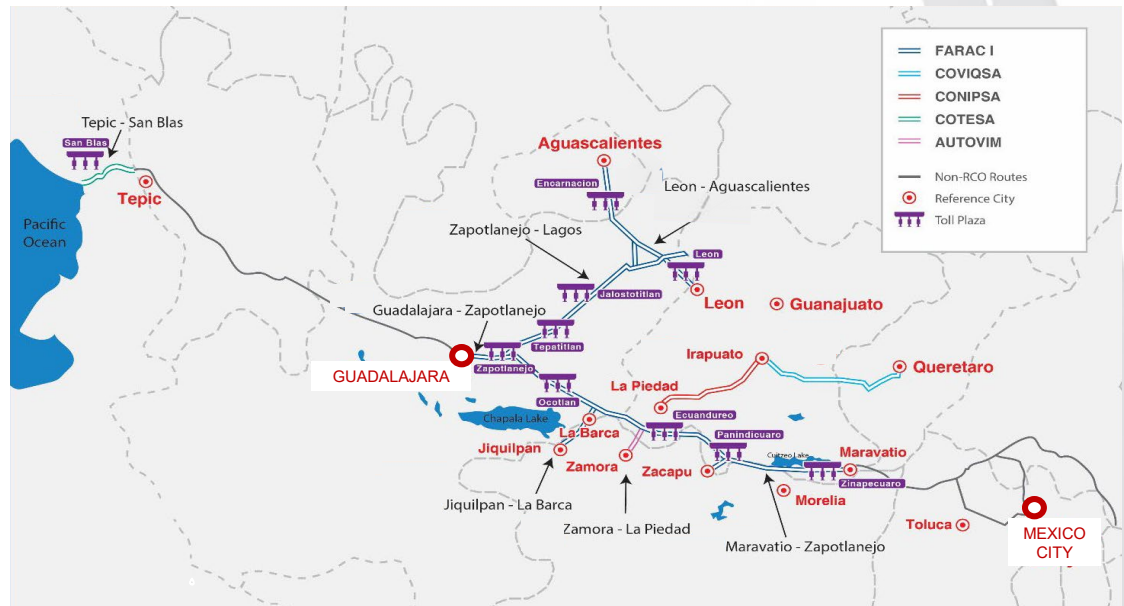 FARAC I
COVIQSA
CONIPSA
COTESA
AUTOVIM
Non-RCO Routes
Reference City
Toll Plaza
Tepic - San Blas
San Blas
Tepic
Pacific
Ocean
Aguascalientes
Encarnacion
Leon - Aguascalientes
Zapotlanejo - Lagos
Leon
Jalostotitlan
Leon
Guanajuato
Guadalajara - Zapotlanejo
Tepatitlan
Zapotlanejo
GUADALAJARA
Irapuato
Queretaro
La Piedad
Ocotlan
Chapala Lake
Ecuandureo
La Barca
Panindicuaro
Jiquilpan
Zamora
Zacapu
Cuitzeo Lake
Maravatio
Zinapecuaro
Morelia
Jiquilpan - La Barca
Zamora - La Piedad
Maravatio - Zapotlanejo
Toluca
MEXICO
CITY